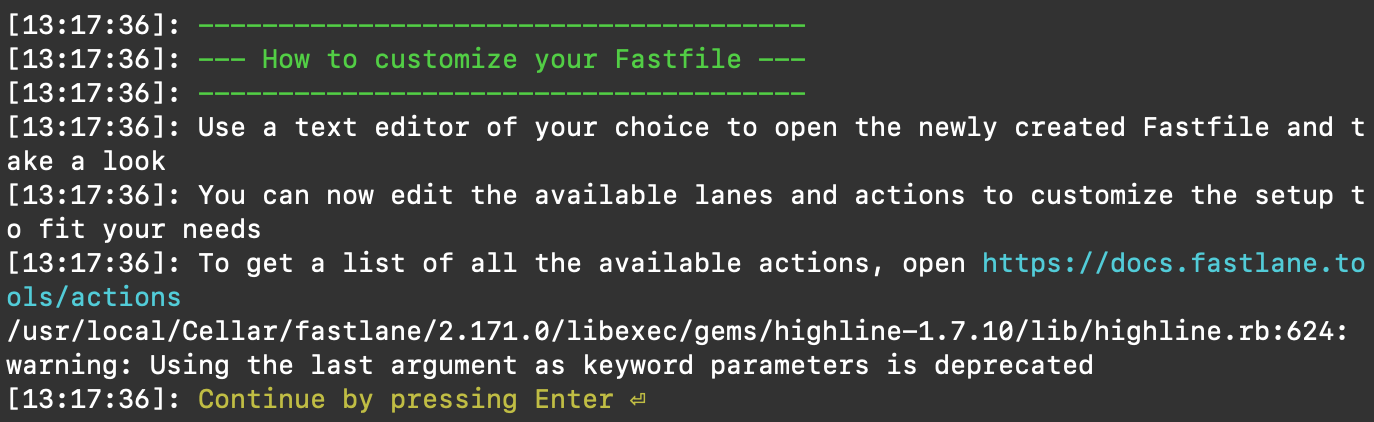 [13:17:36]: --------------------------------------
[13:17:36]: --- How to customize your Fastfile ---
[13:17:36]: --------------------------------------
[13:17:36]: Use a text editor of your choice to open the newly created Fastfile and t
ake a look
[13:17:36]: You can now edit the available lanes and actions to customize the setup t
o fit your needs
[13:17:36]: To get a list of all the available actions, open https://docs.fastlane.to
ols/actions
/usr/local/Cellar/fastlane/2.171.0/libexec/gems/highline-1.7.10/lib/highline.rb:624:
warning: Using the last argument as keyword parameters is deprecated
[13:17:36]: Continue by pressing Enter ⏎